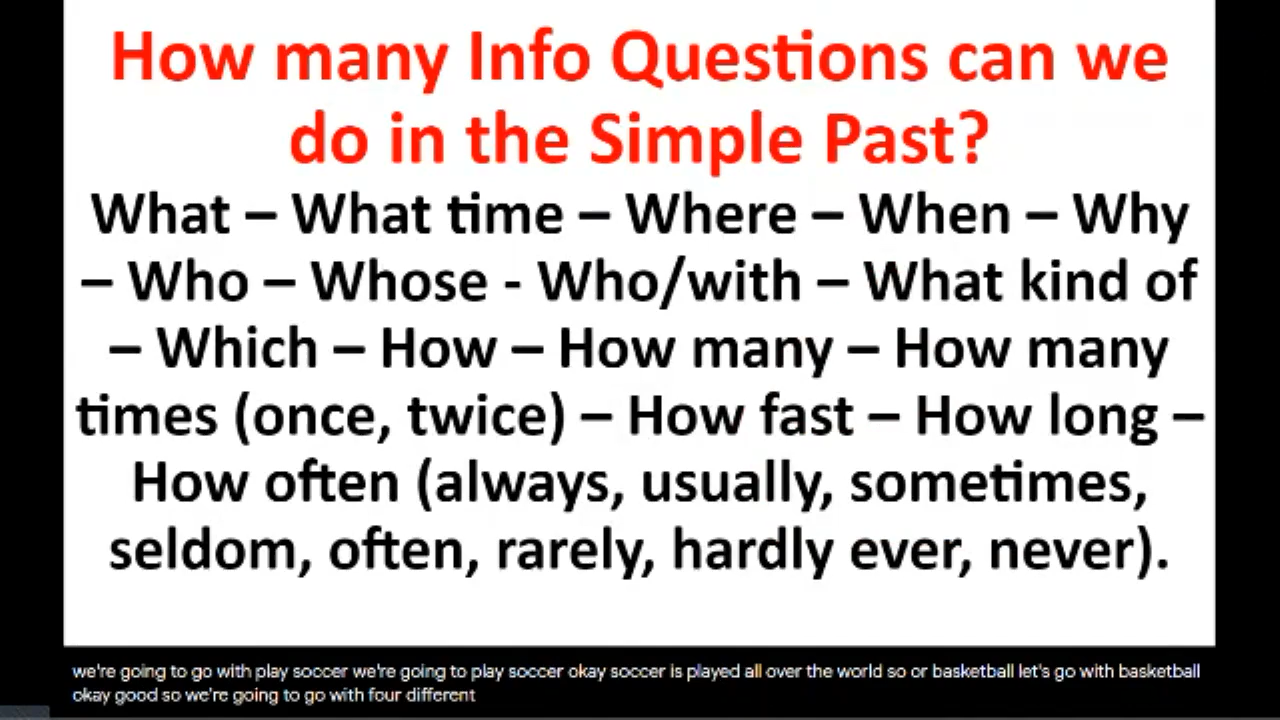 How many Info Questions can we
do in the Simple Past?
What – What time – Where – When – Why
– Who – Whose - Who/with – What kind of
– Which – How – How many – How many
times (once, twice) – How fast – How long –
How often (always, usually, sometimes,
seldom, often, rarely, hardly ever, never).
we're going to go with play soccer we're going to play soccer okay soccer is played all over the world so or basketball let's go with basketball
okay good so we're going to go with four different